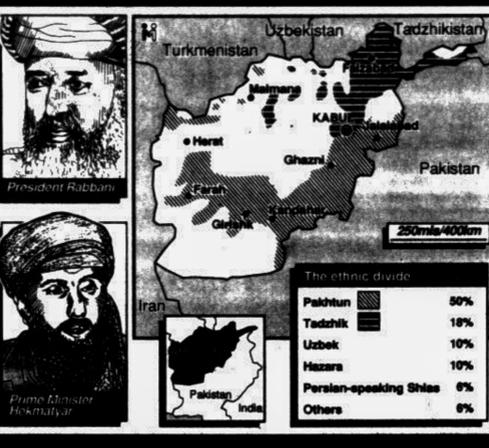 Uzbekistan
Tadzhikistan
Turkmenistan
Maimana
KABUL
Jalalabad
Herat
Ghazni
Pakistan
President Rabbani
Farah
Kandahar
Girishk
250mls/400km
Iran
The ethnic divide
Pakhtun 50%
Tadzhik 18%
Uzbek 10%
Hazara 10%
Persian-speaking Shias 6%
Others 6%
Pakistan
India
Prime Minister
Hekmatyar